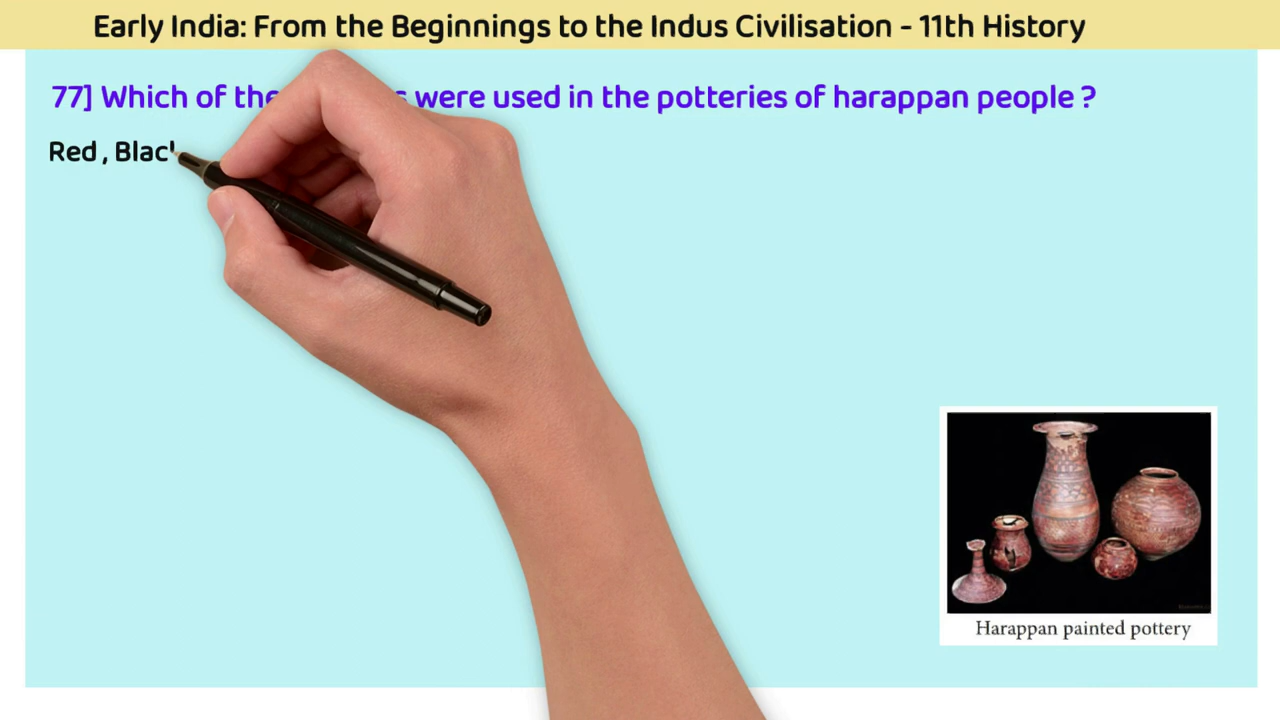 Early India: From the Beginnings to the Indus Civilisation - 11th History
77] Which of the were used in the potteries of harappan people ?
Red ,
Harappan painted pottery